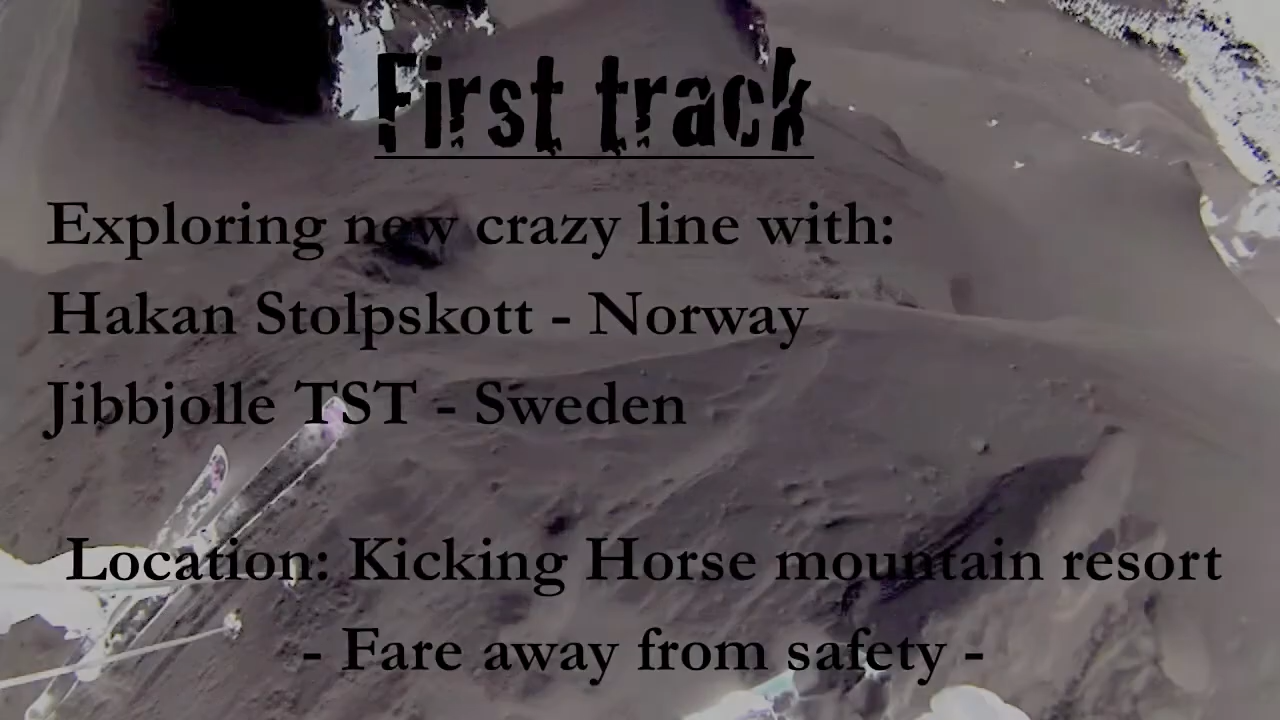 First track
Exploring new crazy line with:
Hakan Stolpskott - Norway
Jibbjolle TST - Sweden
Location: Kicking Horse mountain resort
- Fare away from safety -